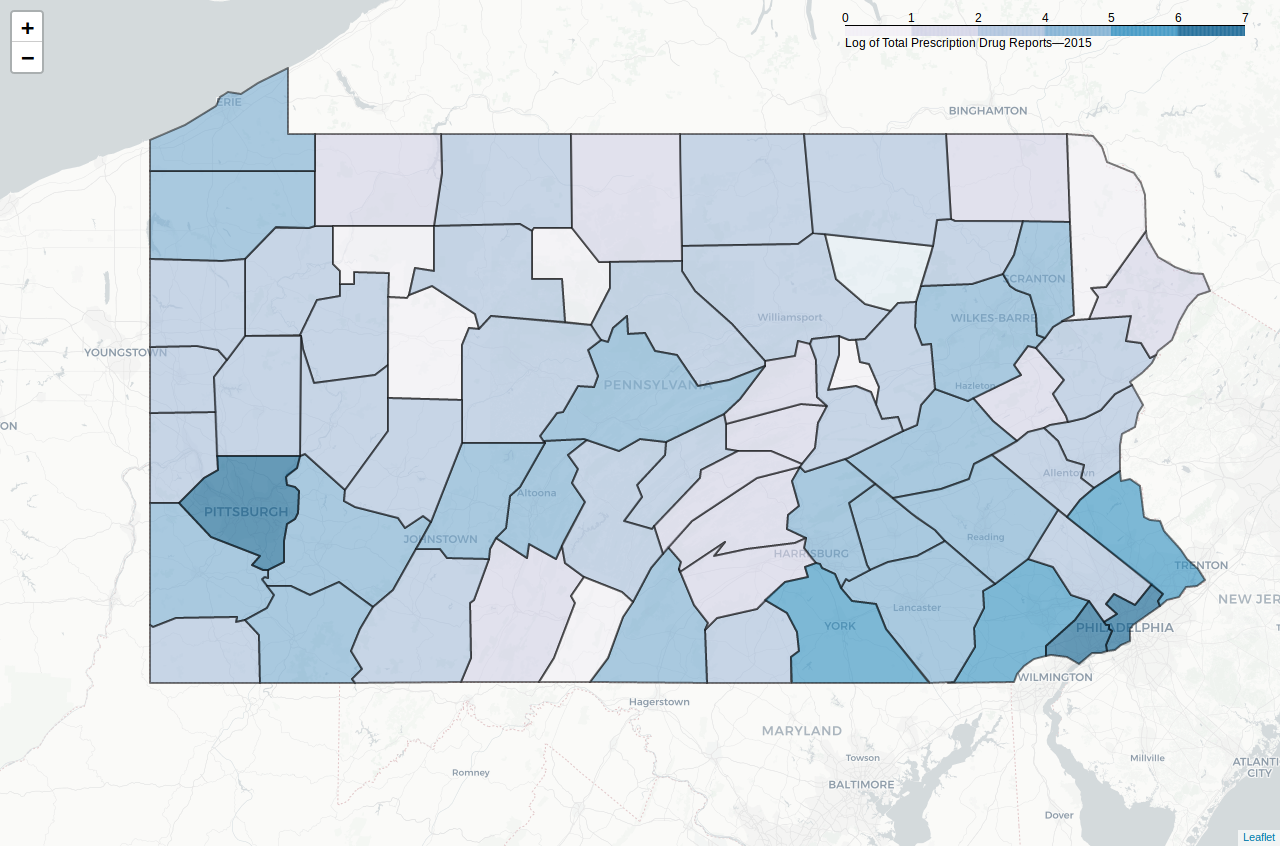 +
−
0 1 2 4 5 6 7
Log of Total Prescription Drug Reports—2015
ERIE
BINGHAMTON
SCRANTON
WILKES-BARRE
Williamsport
YOUNGSTOWN
PENNSYLVANIA
Hazleton
ON
Allentown
Altoona
PITTSBURGH
JOHNSTOWN
Reading
HARRISBURG
TRENTON
NEW JER
Lancaster
YORK
PHILADELPHIA
WILMINGTON
Hagerstown
MARYLAND
Towson
Millville
ATLANTI
CITY
Romney
BALTIMORE
Dover
Leaflet